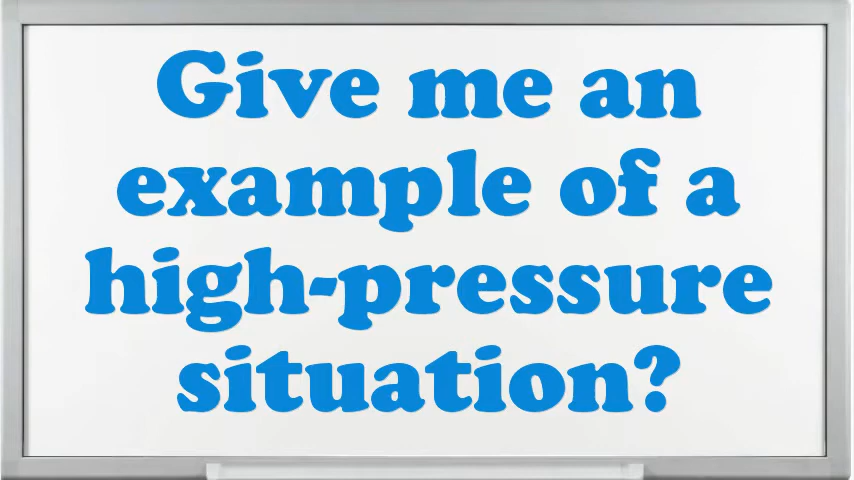 Give me an
example of a
high-pressure
situation?